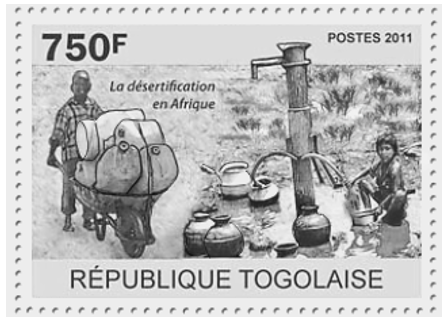 750F
POSTES 2011
La désertification
en Afrique
RÉPUBLIQUE TOGOLAISE